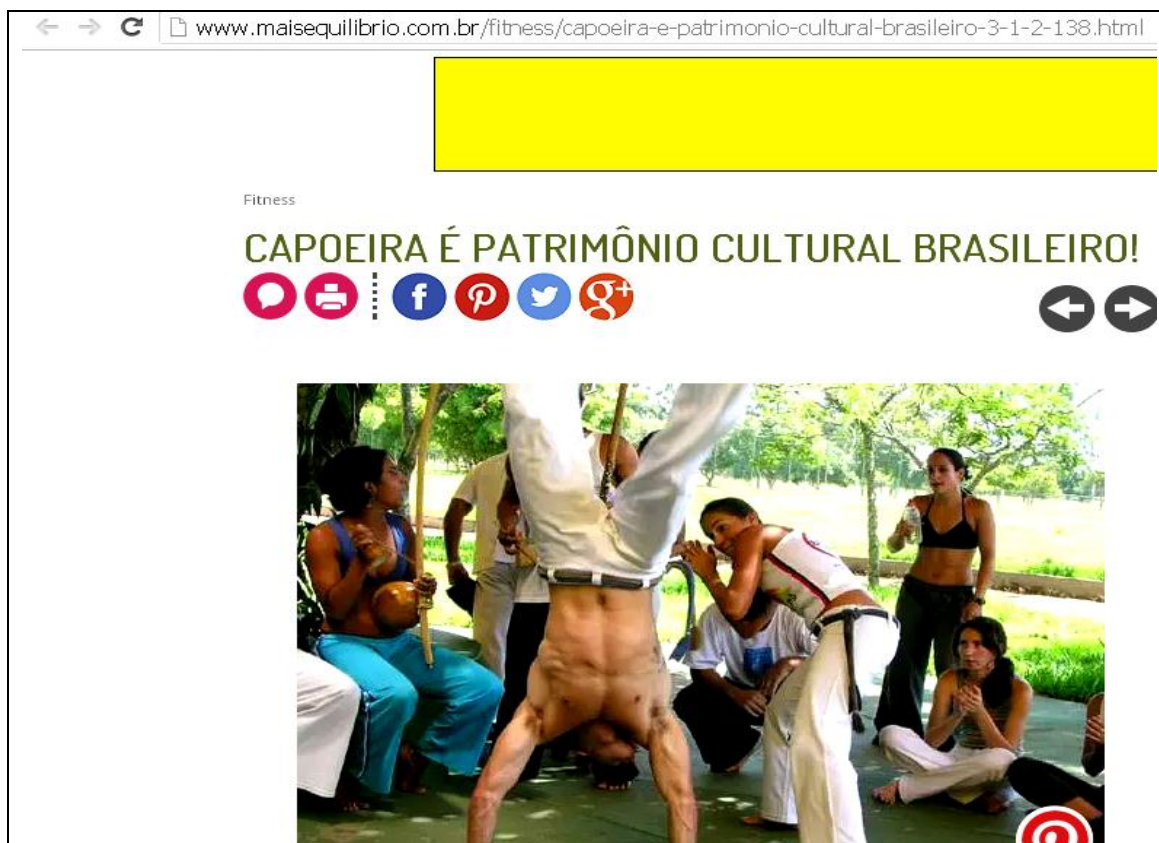 www.maisequilibrio.com.br/fitness/capoeira-e-patrimonio-cultural-brasileiro-3-1-2-138.html
Fitness
CAPOEIRA É PATRIMÔNIO CULTURAL BRASILEIRO!
f
g+